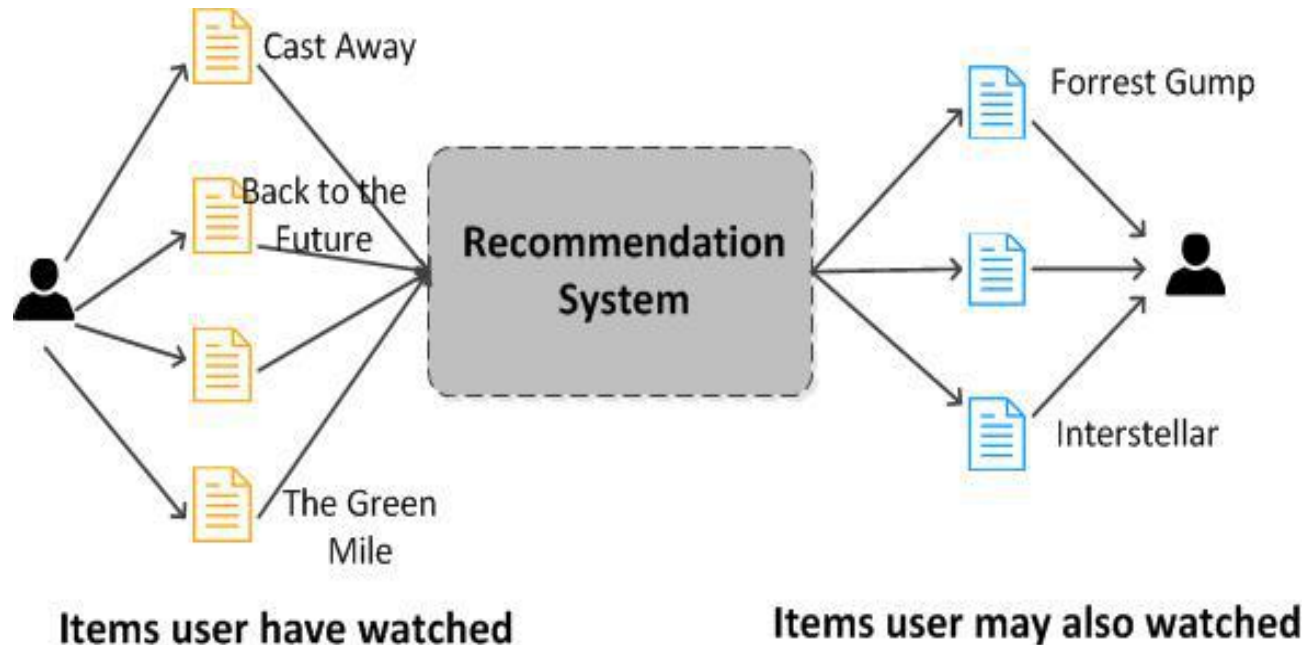 Cast Away
Back to the
Future
The Green
Mile
Recommendation
System
Forrest Gump
Interstellar
Items user have watched
Items user may also watched